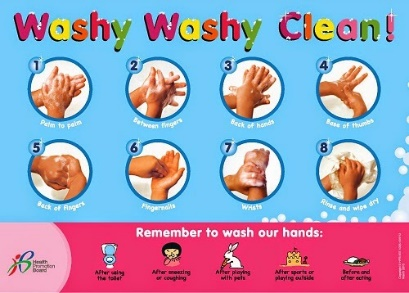 Washy Washy Clean!
1
Palm to palm
2
Between fingers
3
Back of hands
4
Base of thumbs
5
Back of fingers
6
Fingernails
7
Wrists
8
Rinse and wipe dry
Remember to wash our hands:
Health
Promotion
Board
After using
the toilet
After sneezing
or coughing
After playing
with pets
After sports or
playing outside
Before and
after eating